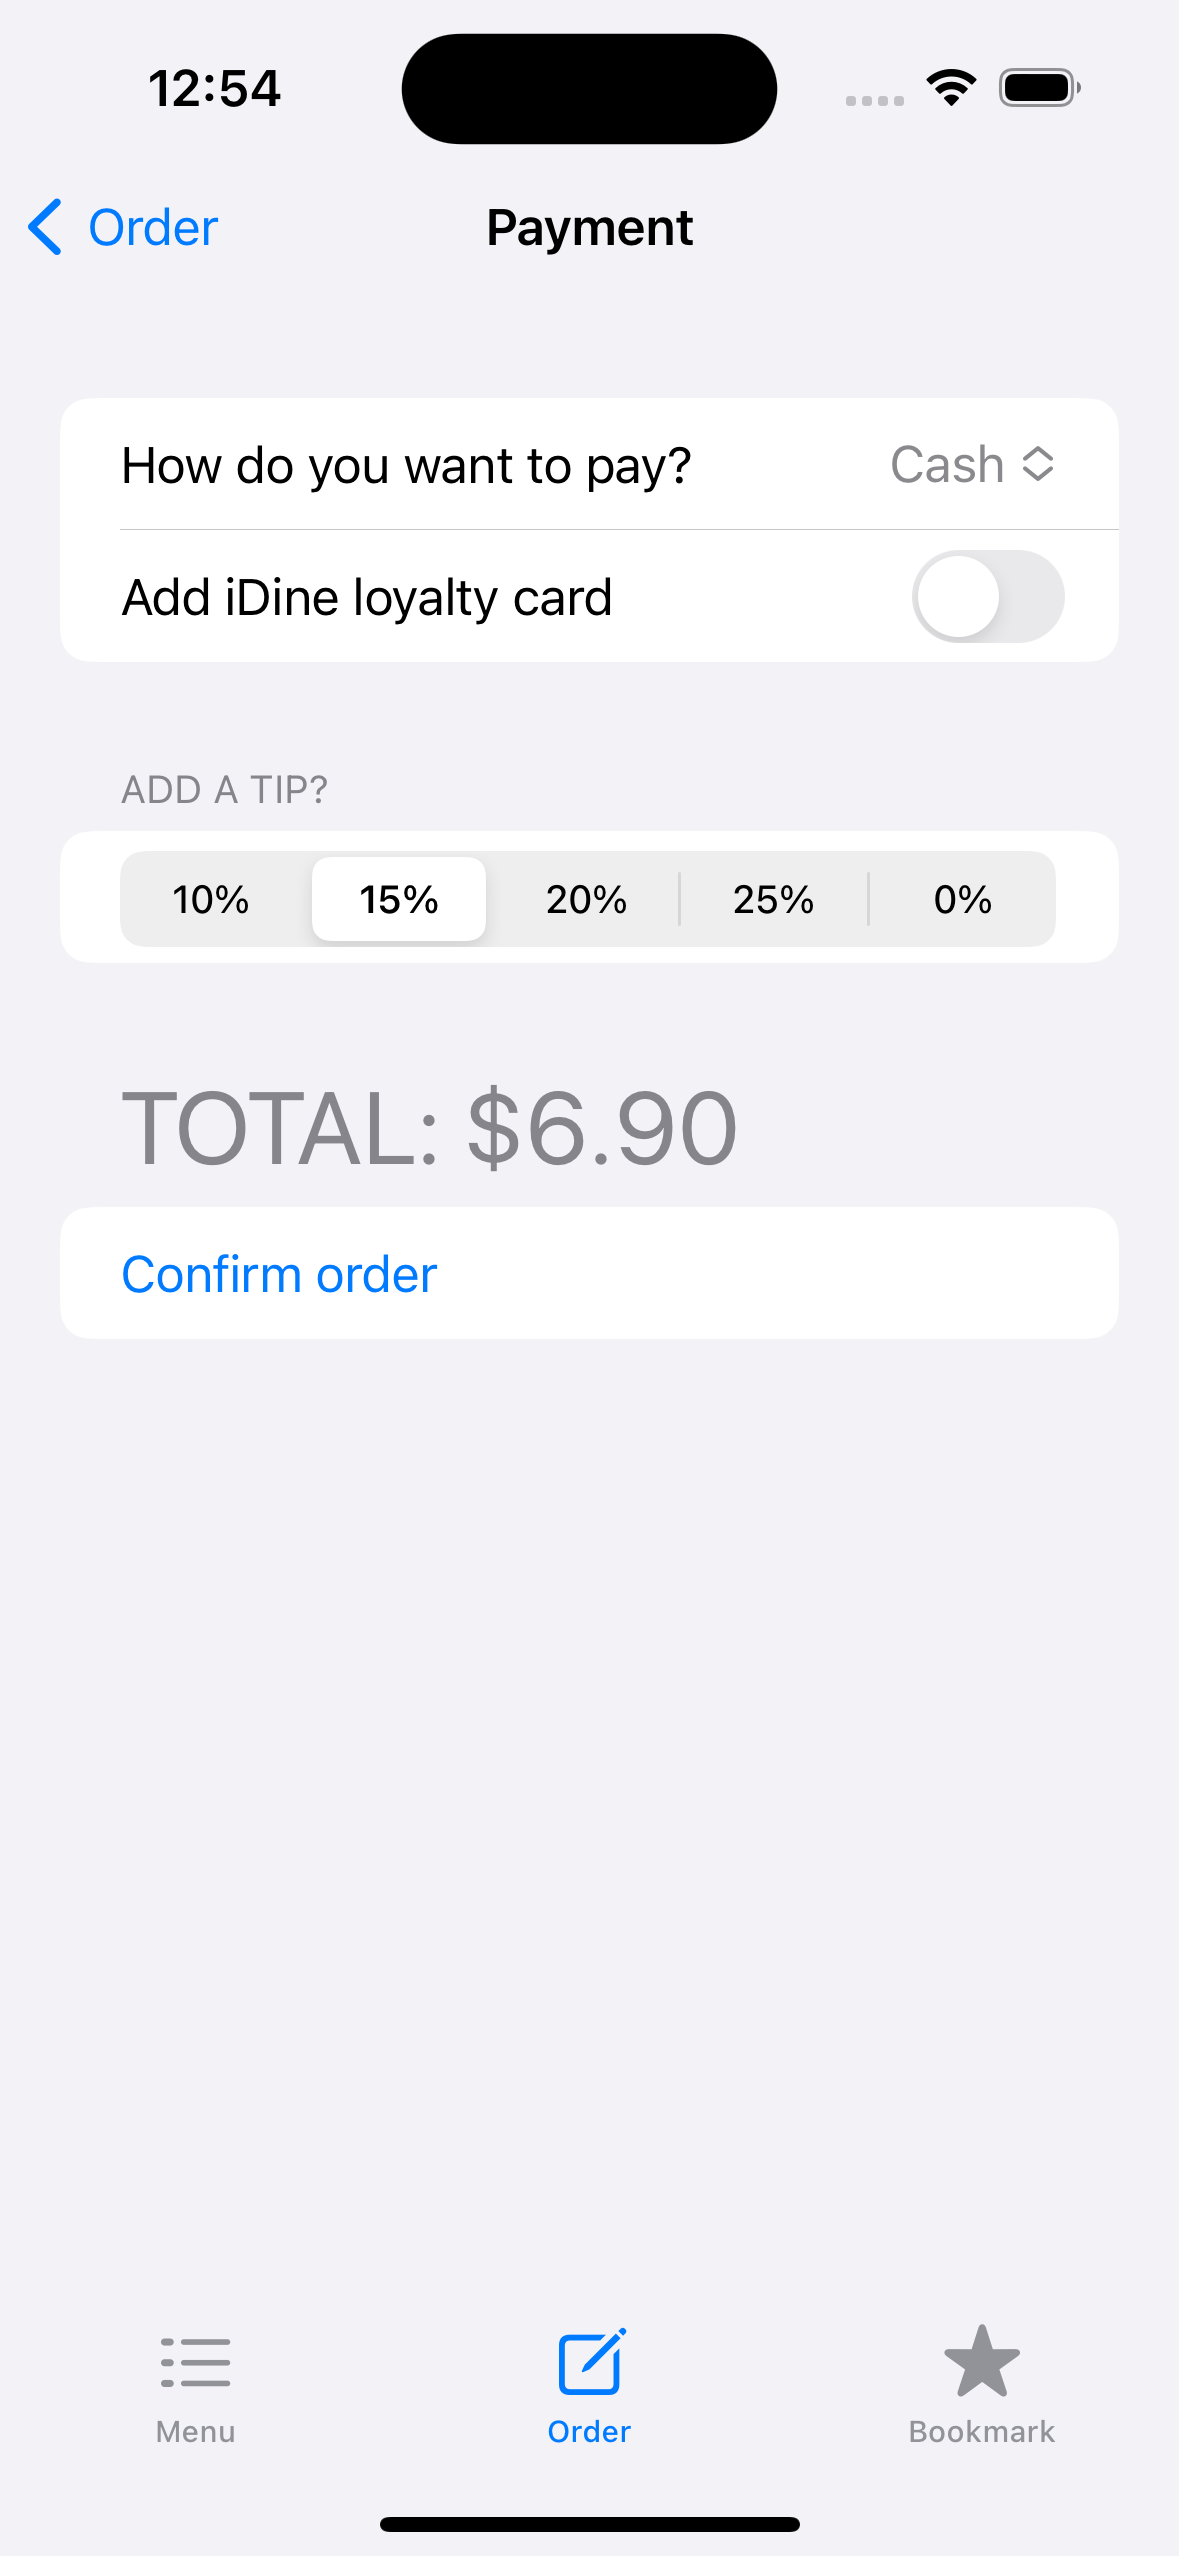 12:54
Order
Payment
How do you want to pay?
Cash
Add iDine loyalty card
ADD A TIP?
10% 15% 20% 25% 0%
TOTAL: $6.90
Confirm order
Menu Order Bookmark